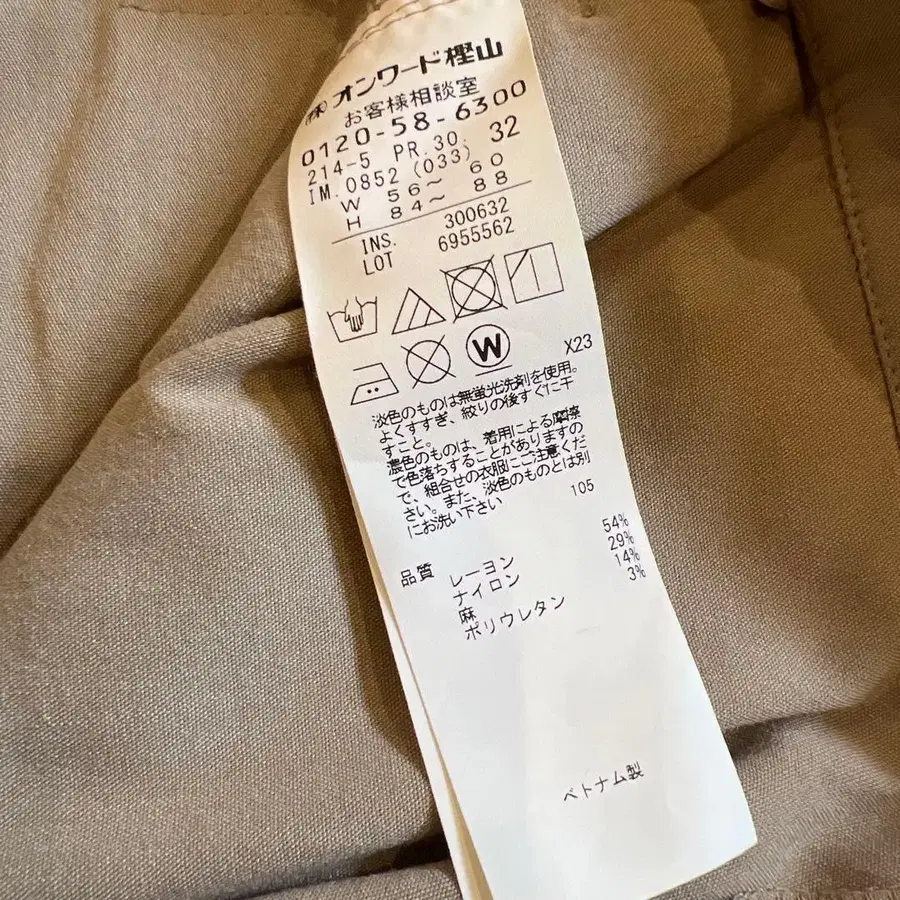 ㈱オンワード樫山
お客様相談室
0120-58-6300
214-5 PR.30. 32
IM.0852 (033)
W 56～ 60
H 84～ 88
INS. 300632
LOT 6955562
W
X23
淡色のものは無蛍光洗剤を使用。
よくすすぎ、絞りの後すぐに干
すこと。
濃色のものは、着用による摩擦
で色落ちすることがありますの
で、組合せの衣服にご注意くだ
さい。また、淡色のものとは別
にお洗い下さい 105
品質 レーヨン 54%
ナイロン 29%
麻 14%
ポリウレタン 3%
ベトナム製